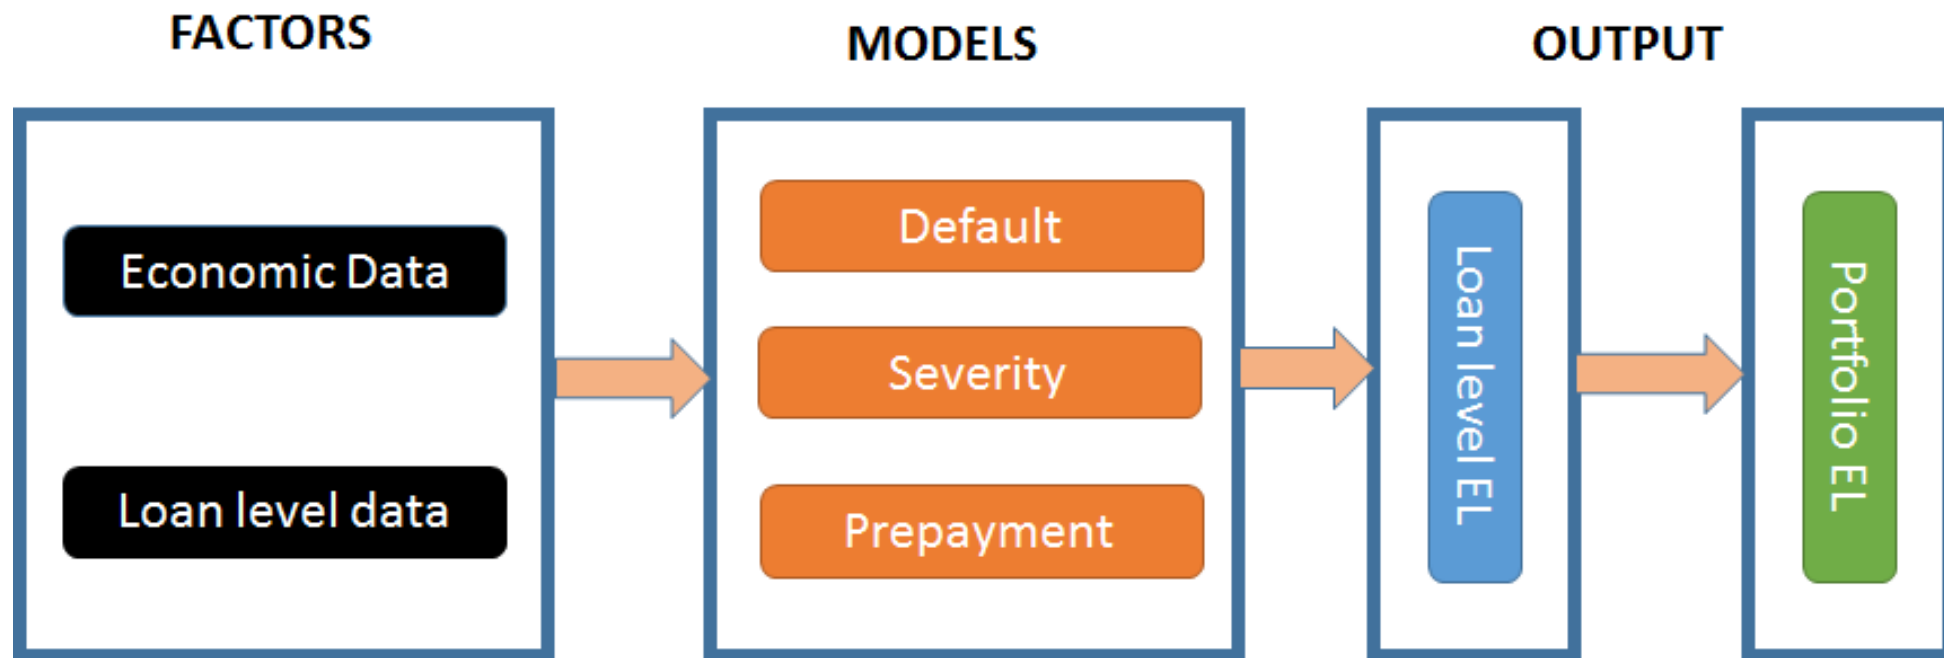 FACTORS
MODELS
OUTPUT
Economic Data
Loan level data
Default
Severity
Prepayment
Loan level EL
Portfolio EL